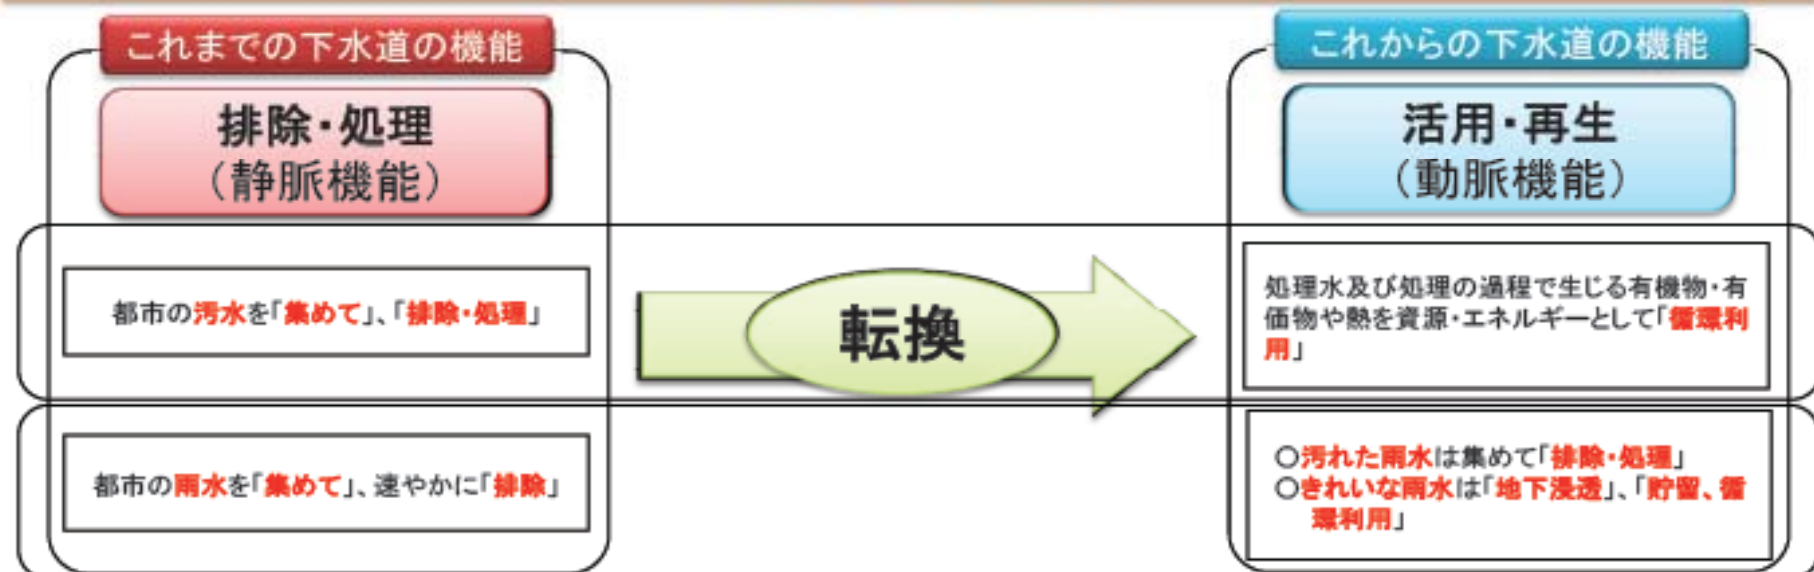 これまでの下水道の機能
排除・処理
（静脈機能）
都市の汚水を「集めて」、「排除・処理」
都市の雨水を「集めて」、速やかに「排除」
転換
これからの下水道の機能
活用・再生
（動脈機能）
処理水及び処理の過程で生じる有機物・有
価物や熱を資源・エネルギーとして「循環利
用」
○汚れた雨水は集めて「排除・処理」
○きれいな雨水は「地下浸透」、「貯留、循
環利用」